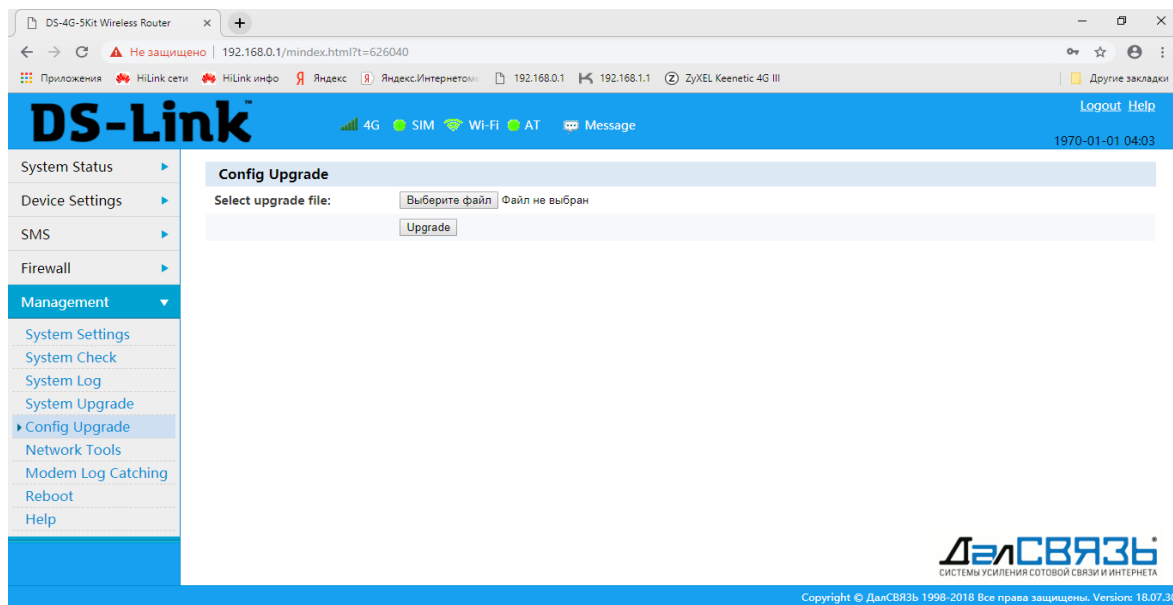 DS-4G-5Kit Wireless Router
Не защищено | 192.168.0.1/mindex.html?t=626040
Приложения HiLink сети HiLink инфо Яндекс Яндекс.Интернетом 192.168.0.1 192.168.1.1 ZyXEL Keenetic 4G III Другие закладки
DS-Link 4G SIM Wi-Fi AT Message Logout Help
1970-01-01 04:03
System Status
Device Settings
SMS
Firewall
Management
System Settings
System Check
System Log
System Upgrade
Config Upgrade
Network Tools
Modem Log Catching
Reboot
Help
Config Upgrade
Select upgrade file: Выберите файл Файл не выбран
Upgrade
ДалСВЯЗЬ
СИСТЕМЫ УСИЛЕНИЯ СОТОВОЙ СВЯЗИ И ИНТЕРНЕТА
Copyright © ДалСВЯЗЬ 1998-2018 Все права защищены. Version: 18.07.3